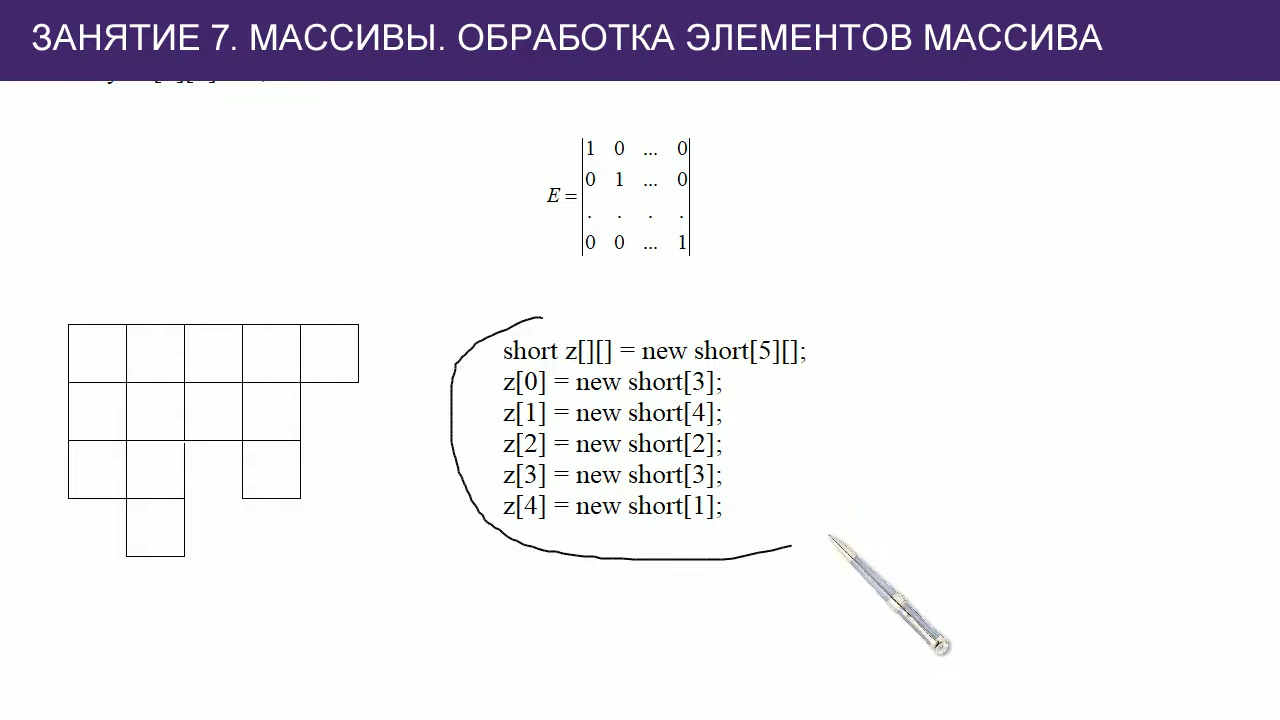 ЗАНЯТИЕ 7. МАССИВЫ. ОБРАБОТКА ЭЛЕМЕНТОВ МАССИВА
1 0 ... 0
0 1 ... 0
E =
. . . .
0 0 ... 1
short z[][] = new short[5][];
z[0] = new short[3];
z[1] = new short[4];
z[2] = new short[2];
z[3] = new short[3];
z[4] = new short[1];